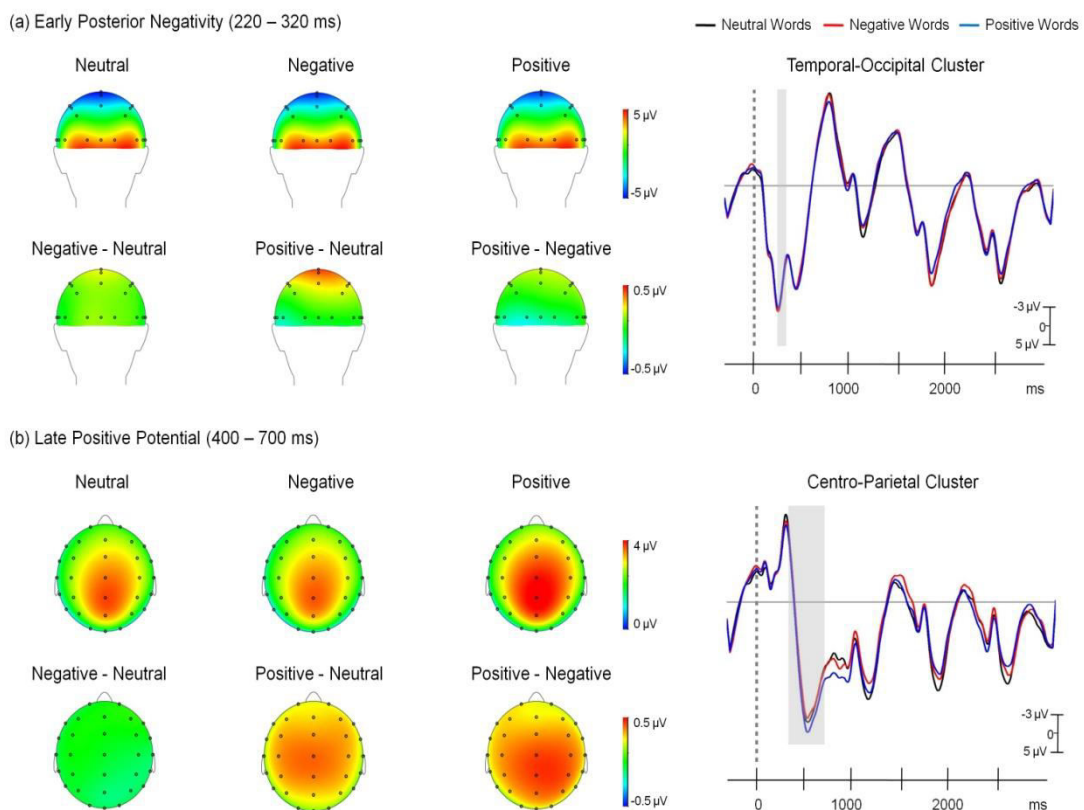 (a) Early Posterior Negativity (220 – 320 ms)
Neutral Words Negative Words Positive Words
Neutral Negative Positive
Temporal-Occipital Cluster
5 µV
-5 µV
Negative - Neutral Positive - Neutral Positive - Negative
0.5 µV
-0.5 µV
-3 µV
0
5 µV
0 1000 2000 ms
(b) Late Positive Potential (400 – 700 ms)
Neutral Negative Positive
Centro-Parietal Cluster
4 µV
0 µV
Negative - Neutral Positive - Neutral Positive - Negative
0.5 µV
-0.5 µV
-3 µV
0
5 µV
0 1000 2000 ms